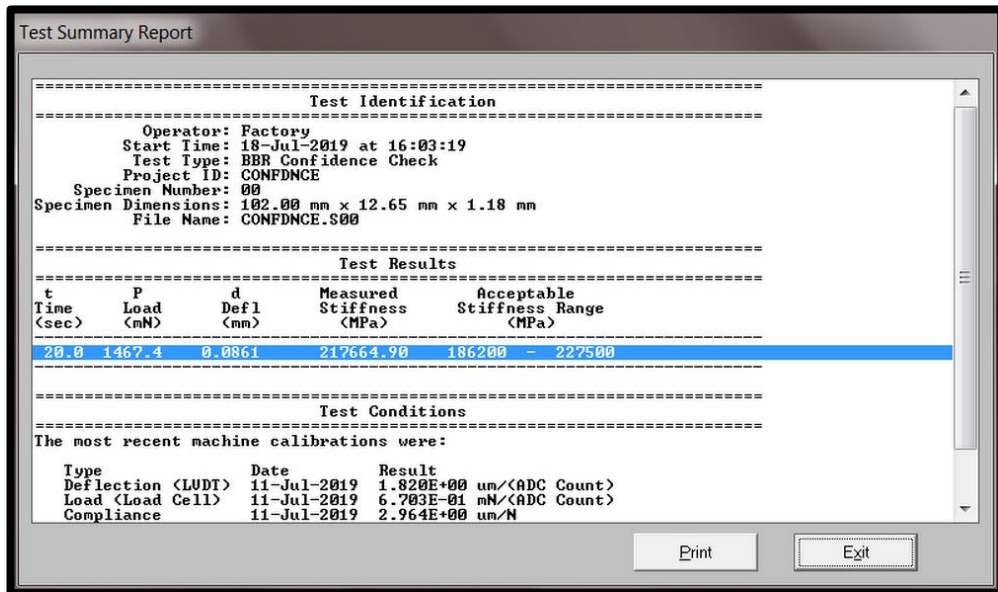 Test Summary Report
================================================================
Test Identification
================================================================
Operator: Factory
Start Time: 18-Jul-2019 at 16:03:19
Test Type: BBR Confidence Check
Project ID: CONFDNCE
Specimen Number: 00
Specimen Dimensions: 102.00 mm x 12.65 mm x 1.18 mm
File Name: CONFDNCE.S00
================================================================
Test Results
================================================================
t P d Measured Acceptable
Time Load Defl Stiffness Stiffness Range
(sec) (mN) (mm) (MPa) (MPa)
----------------------------------------------------------------
20.0 1467.4 0.0861 217664.90 186200 - 227500
----------------------------------------------------------------
================================================================
Test Conditions
================================================================
The most recent machine calibrations were:
Type Date Result
Deflection (LVDT) 11-Jul-2019 1.820E+00 um/(ADC Count)
Load (Load Cell) 11-Jul-2019 6.703E-01 mN/(ADC Count)
Compliance 11-Jul-2019 2.964E+00 um/N
Print Exit